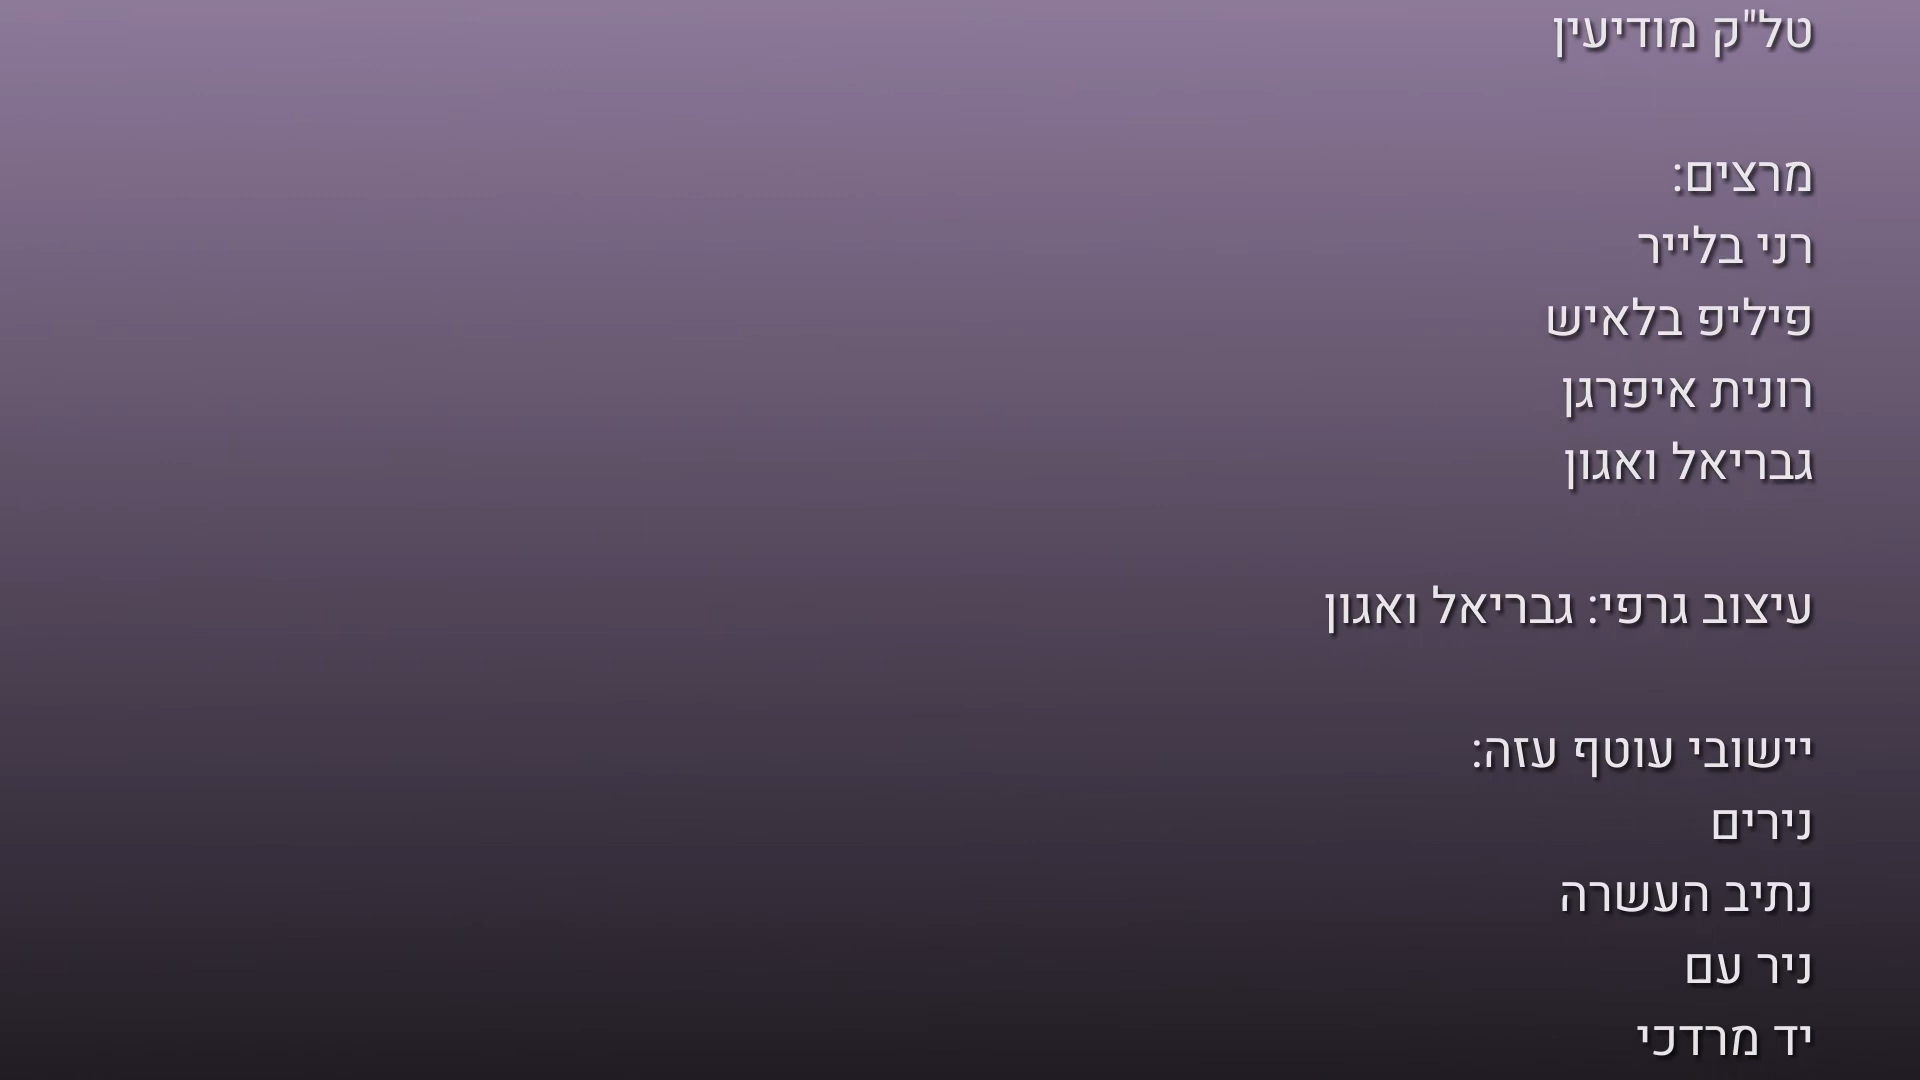 טל"ק מודיעין
מרצים:
רני בלייר
פיליפ בלאיש
רונית איפרגן
גבריאל ואגון
עיצוב גרפי: גבריאל ואגון
יישובי עוטף עזה:
נירים
נתיב העשרה
ניר עם
יד מרדכי